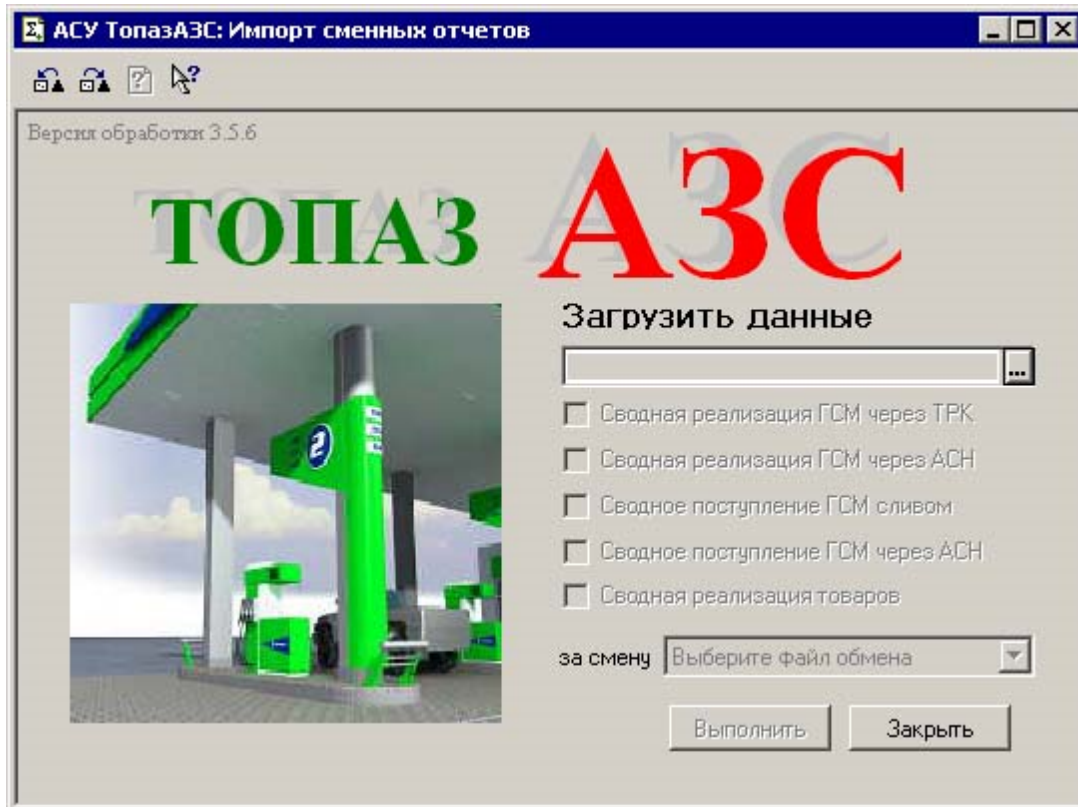 АСУ ТопазАЗС: Импорт сменных отчетов
Версия обработки 3.5.6
ТОПАЗ АЗС
Загрузить данные
...
Сводная реализация ГСМ через ТРК
Сводная реализация ГСМ через АСН
Сводное поступление ГСМ сливом
Сводное поступление ГСМ через АСН
Сводная реализация товаров
за смену Выберите файл обмена
Выполнить Закрыть
2